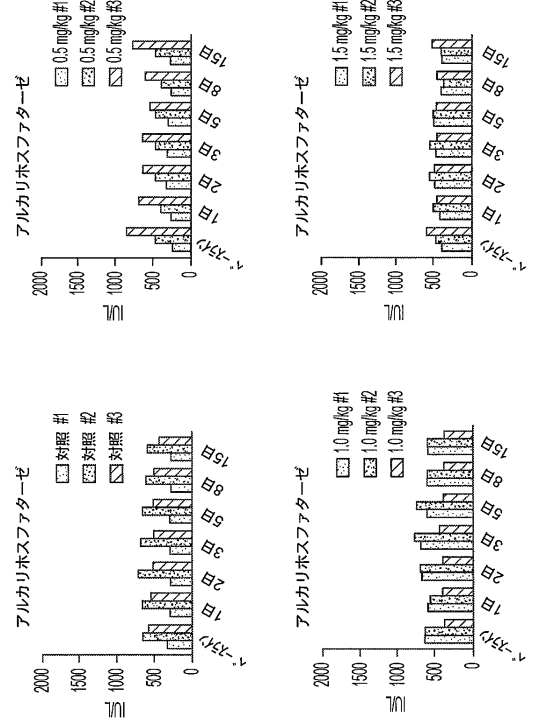 アルカリホスファターゼ
対照 #1
対照 #2
対照 #3
IU/L
2000
1500
1000
500
0
ベースライン
1日
2日
3日
5日
8日
15日
アルカリホスファターゼ
0.5 mg/kg #1
0.5 mg/kg #2
0.5 mg/kg #3
IU/L
2000
1500
1000
500
0
ベースライン
1日
2日
3日
5日
8日
15日
アルカリホスファターゼ
1.0 mg/kg #1
1.0 mg/kg #2
1.0 mg/kg #3
IU/L
2000
1500
1000
500
0
ベースライン
1日
2日
3日
5日
8日
15日
アルカリホスファターゼ
1.5 mg/kg #1
1.5 mg/kg #2
1.5 mg/kg #3
IU/L
2000
1500
1000
500
0
ベースライン
1日
2日
3日
5日
8日
15日